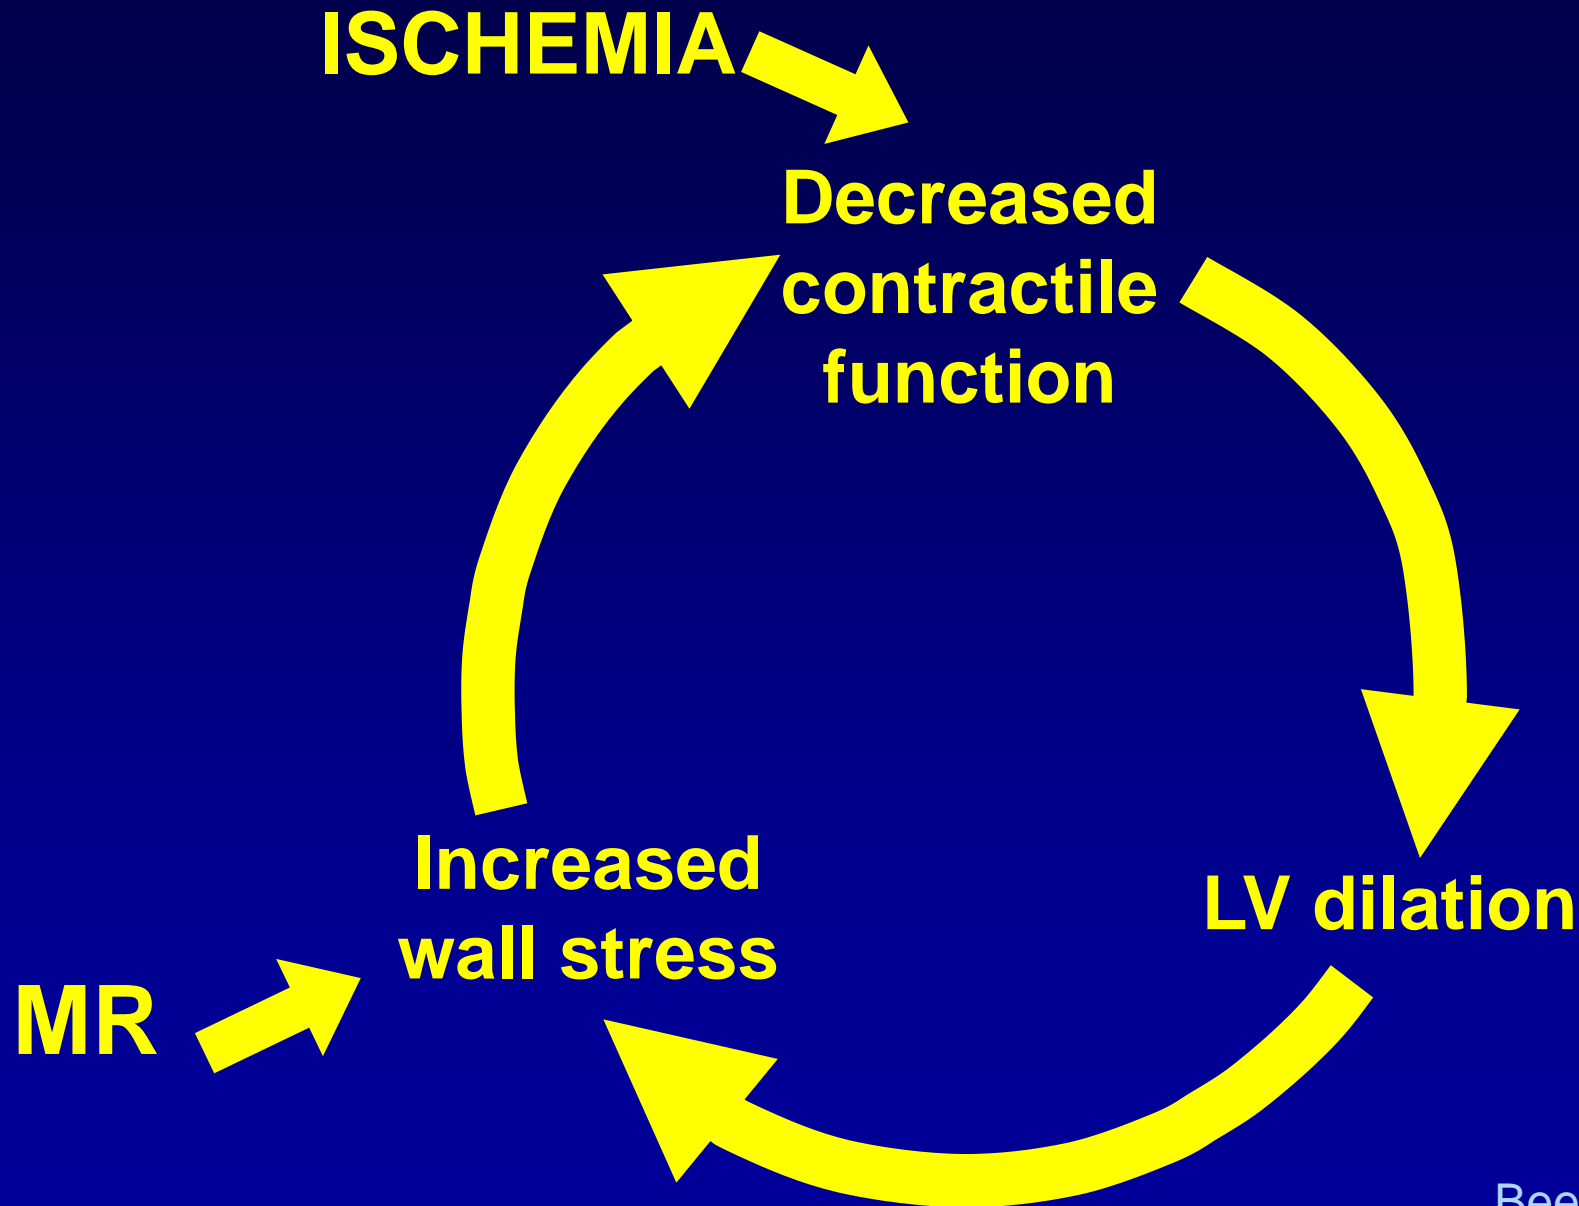 ISCHEMIA
Decreased
contractile
function
Increased
wall stress
LV dilation
MR